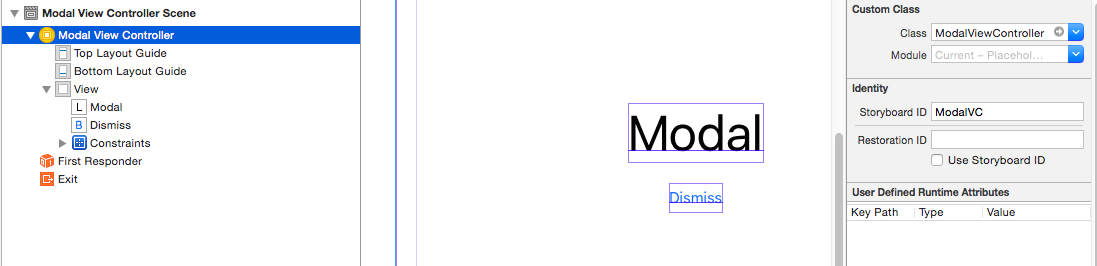 Modal View Controller Scene
Modal View Controller
Top Layout Guide
Bottom Layout Guide
View
L Modal
B Dismiss
Constraints
First Responder
Exit
Modal
Dismiss
Custom Class
Class ModalViewController
Module Current – Placehol...
Identity
Storyboard ID ModalVC
Restoration ID
Use Storyboard ID
User Defined Runtime Attributes
Key Path Type Value